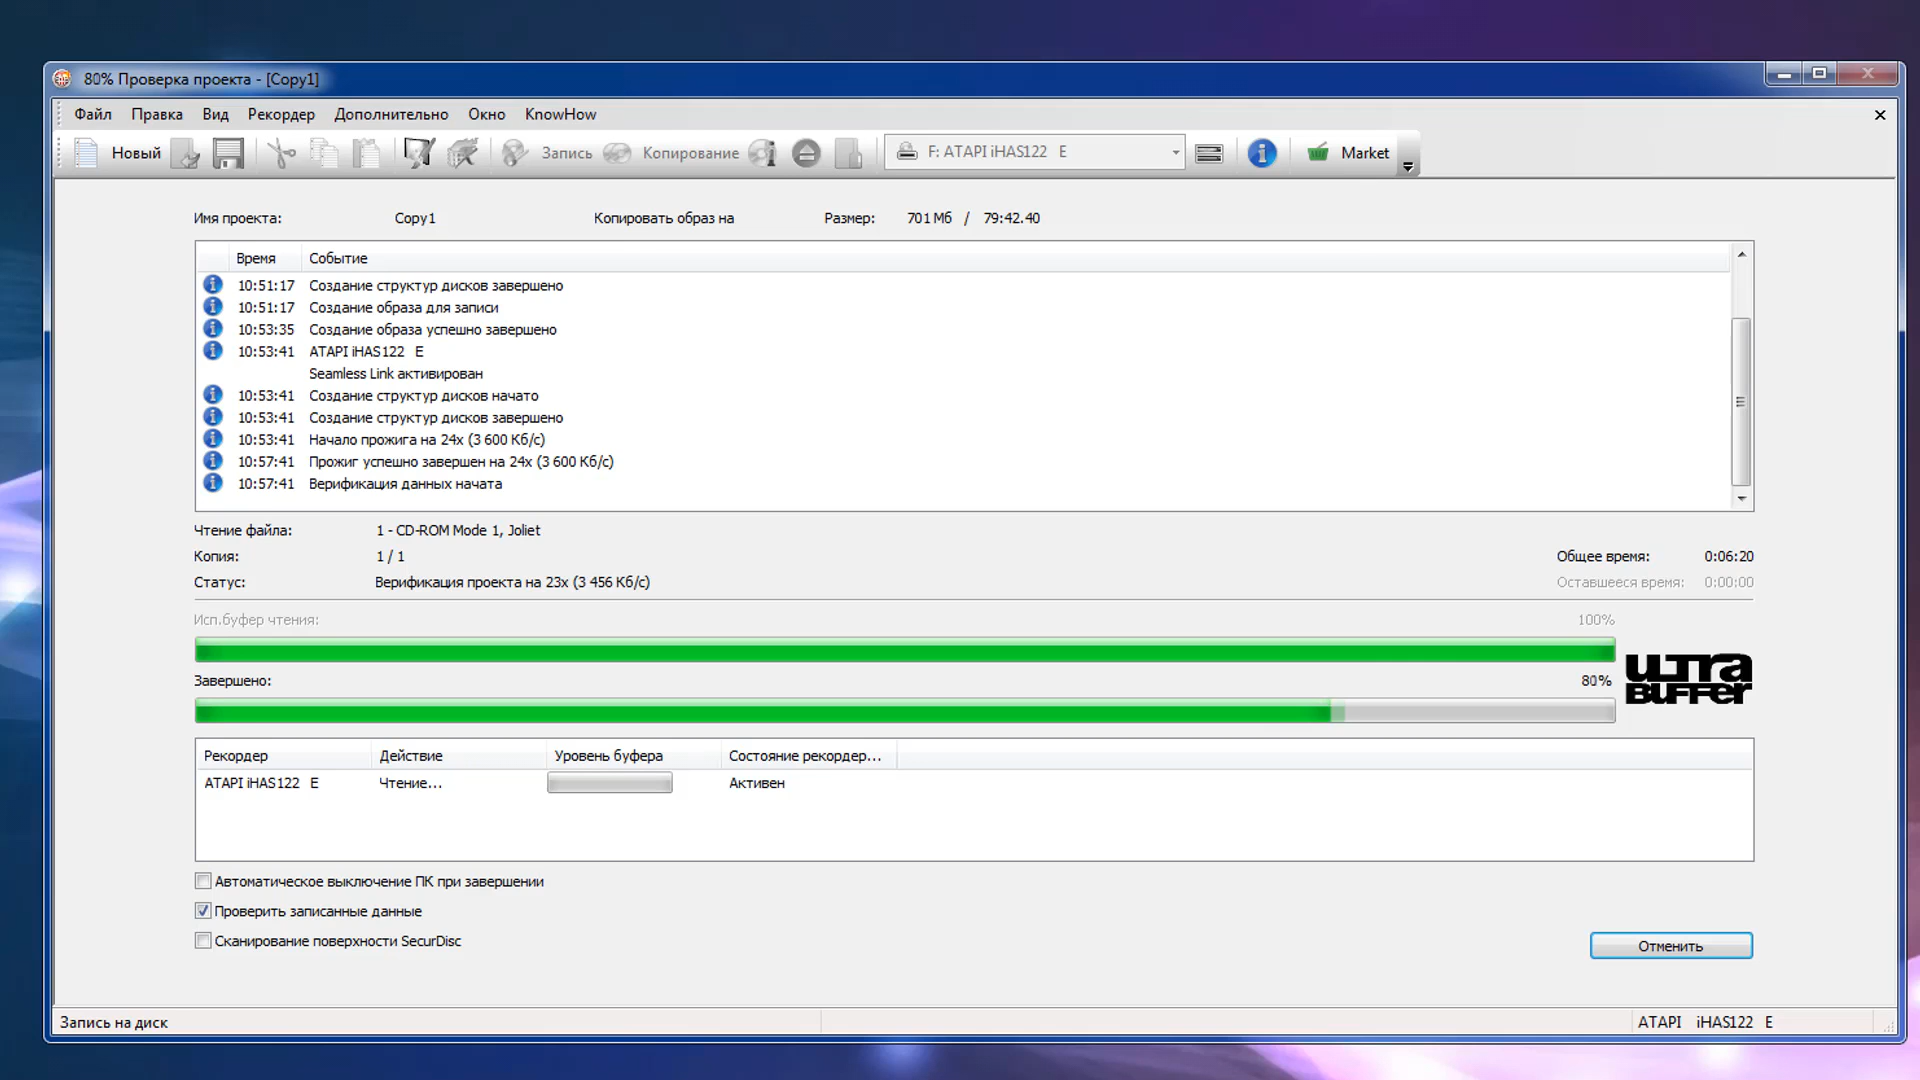 80% Проверка проекта - [Copy1]
Файл Правка Вид Рекордер Дополнительно Окно KnowHow
Новый Запись Копирование F: ATAPI iHAS122 E Market
Имя проекта: Copy1 Копировать образ на Размер: 701 Мб / 79:42.40
Время Событие
10:51:17 Создание структур дисков завершено
10:51:17 Создание образа для записи
10:53:35 Создание образа успешно завершено
10:53:41 ATAPI iHAS122 E
Seamless Link активирован
10:53:41 Создание структур дисков начато
10:53:41 Создание структур дисков завершено
10:53:41 Начало прожига на 24x (3 600 Кб/с)
10:57:41 Прожиг успешно завершен на 24x (3 600 Кб/с)
10:57:41 Верификация данных начата
Чтение файла: 1 - CD-ROM Mode 1, Joliet
Копия: 1 / 1 Общее время: 0:06:20
Статус: Верификация проекта на 23x (3 456 Кб/с) Оставшееся время: 0:00:00
Исп.буфер чтения: 100%
Завершено: 80%
ULTRA
BUFFER
Рекордер Действие Уровень буфера Состояние рекордер...
ATAPI iHAS122 E Чтение... Активен
Автоматическое выключение ПК при завершении
Проверить записанные данные
Сканирование поверхности SecurDisc
Отменить
Запись на диск ATAPI iHAS122 E